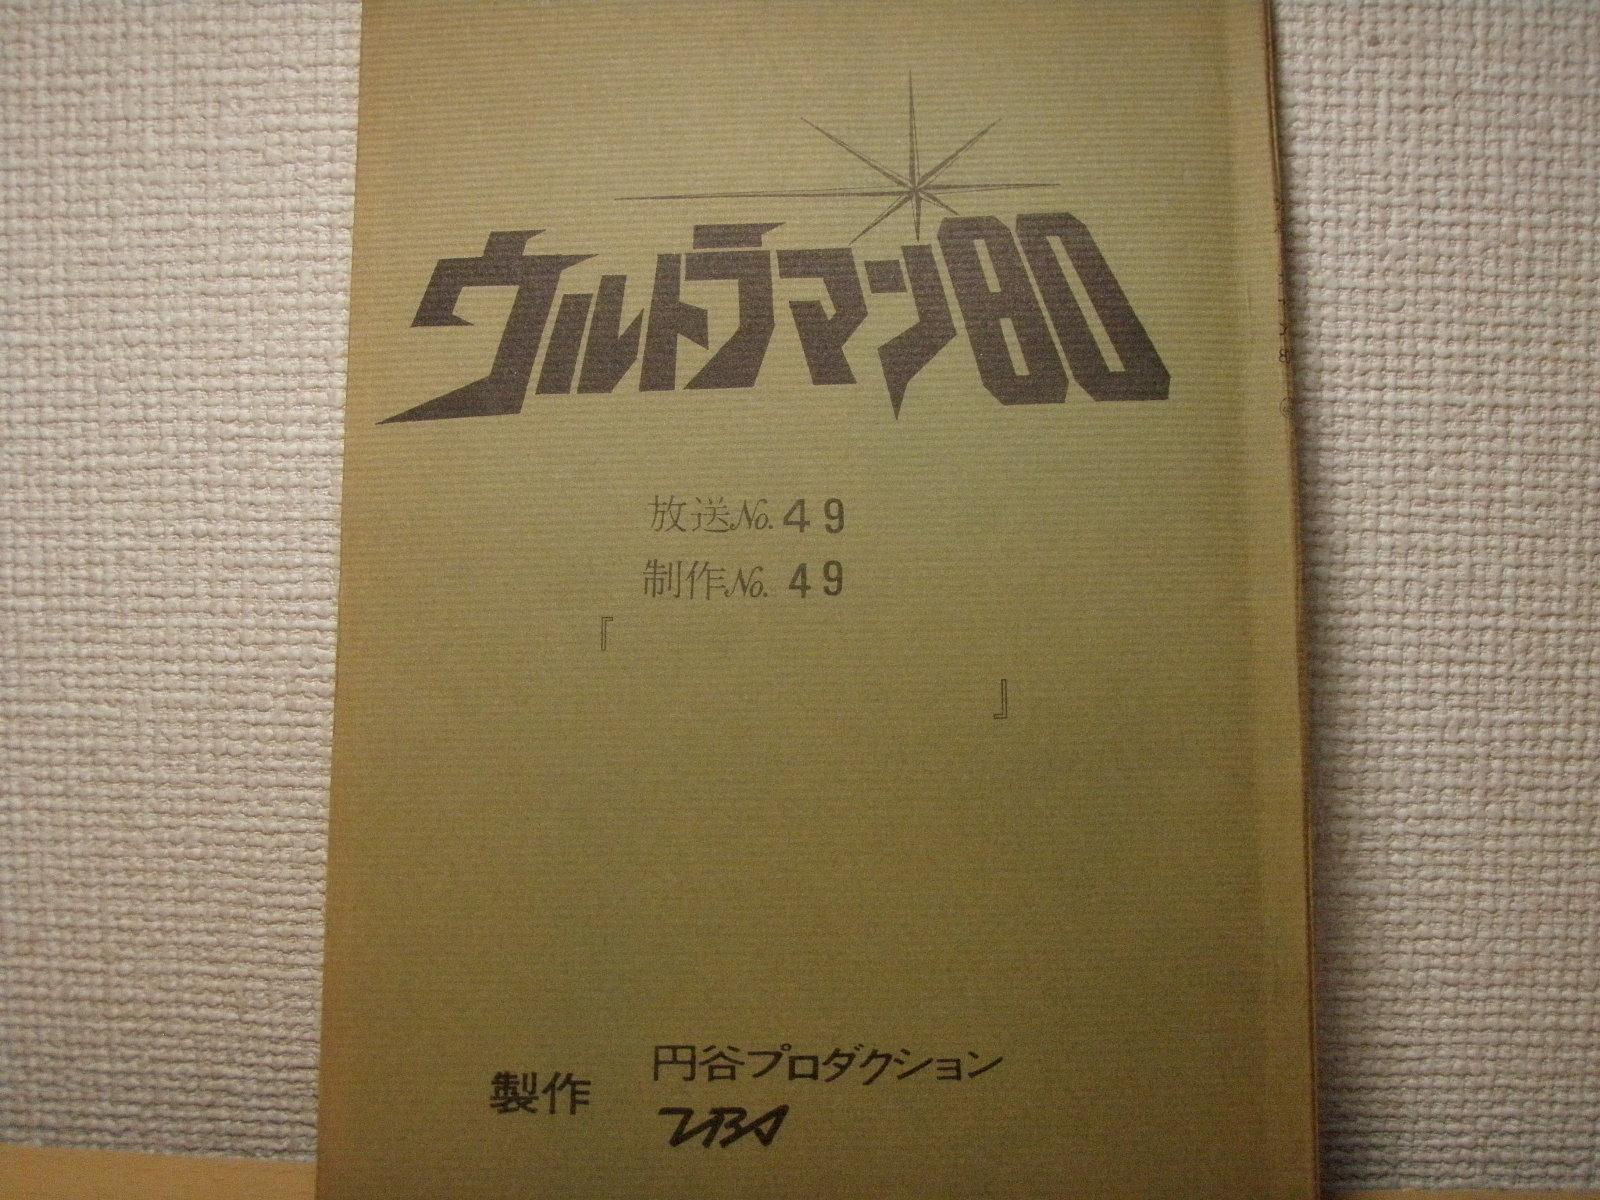 ウルトラマン80
放送No. 49
制作No. 49
『
』
製作
円谷プロダクション
TBS